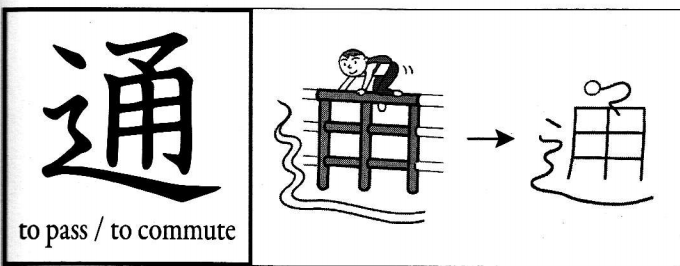 通
to pass / to commute